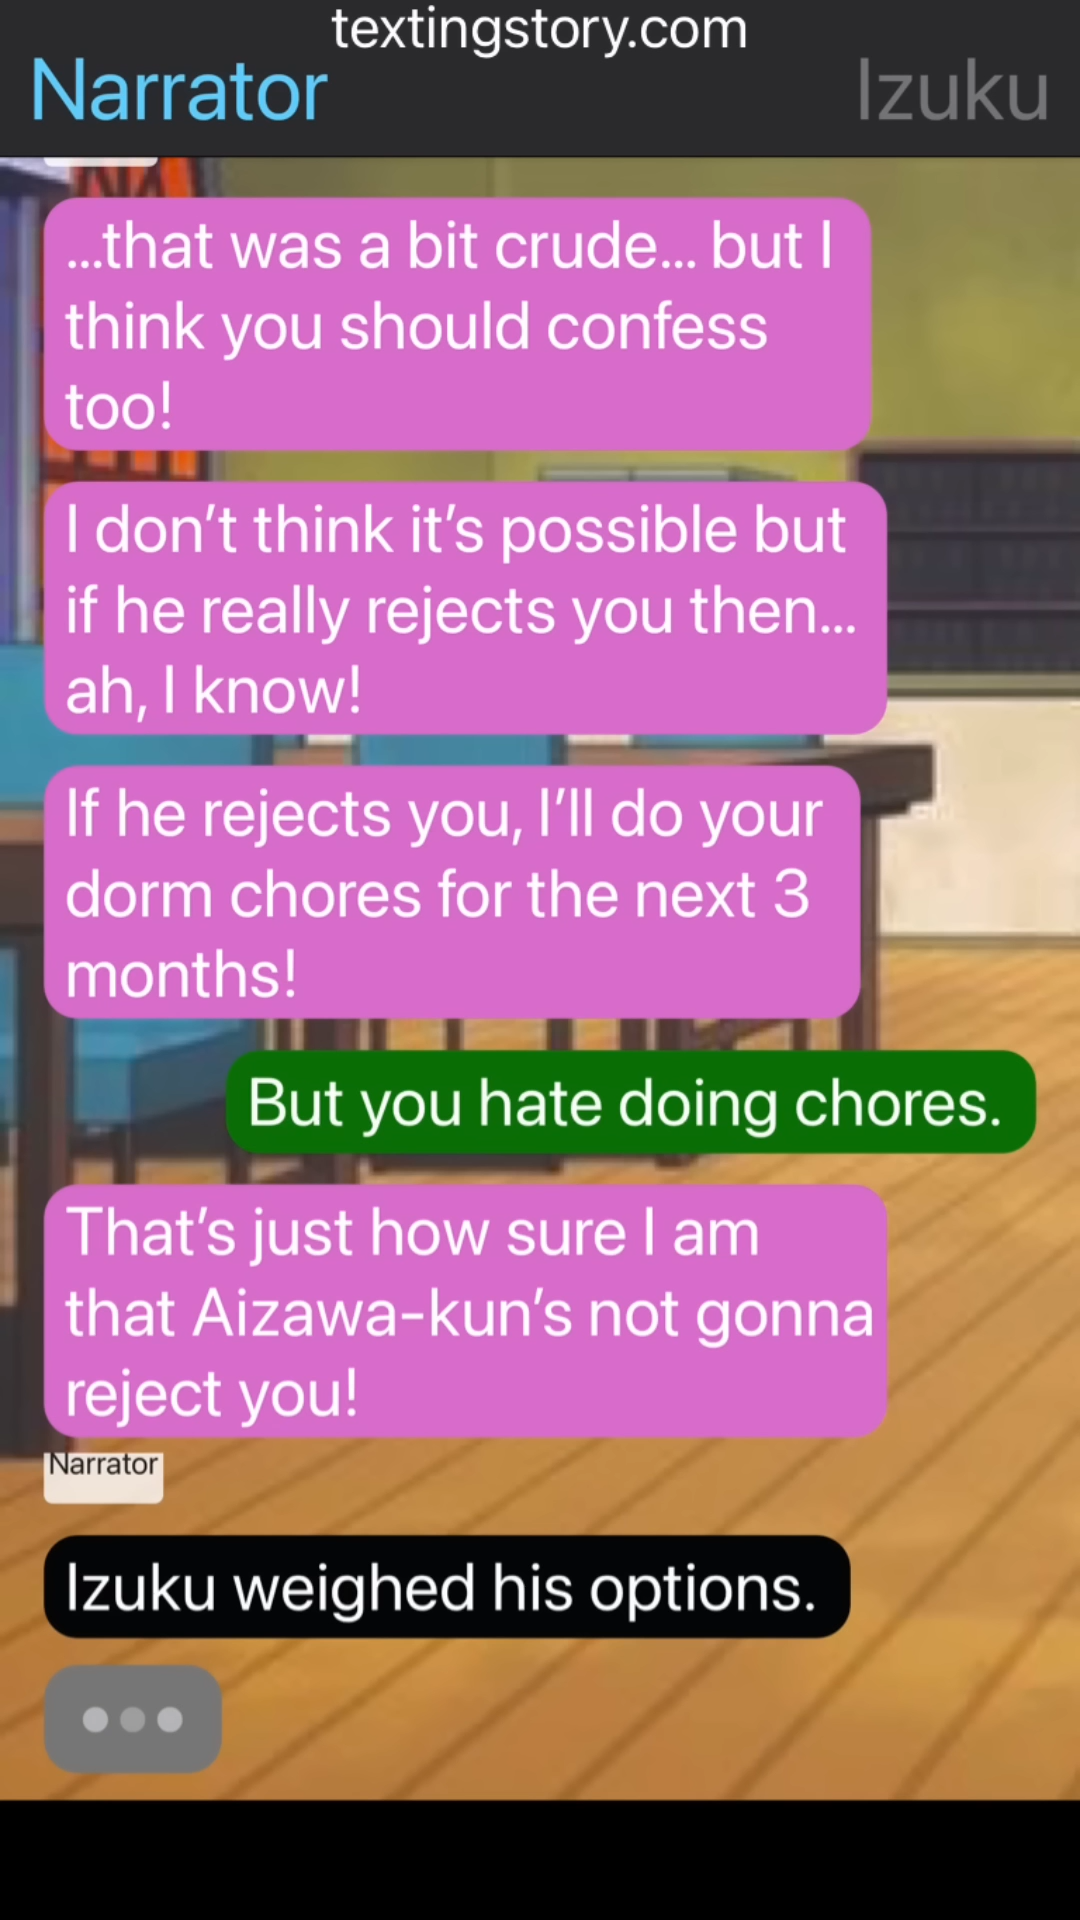 textingstory.com
Narrator
Izuku
...that was a bit crude... but I
think you should confess
too!
I don’t think it’s possible but
if he really rejects you then...
ah, I know!
If he rejects you, I’ll do your
dorm chores for the next 3
months!
But you hate doing chores.
That’s just how sure I am
that Aizawa-kun’s not gonna
reject you!
Narrator
Izuku weighed his options.